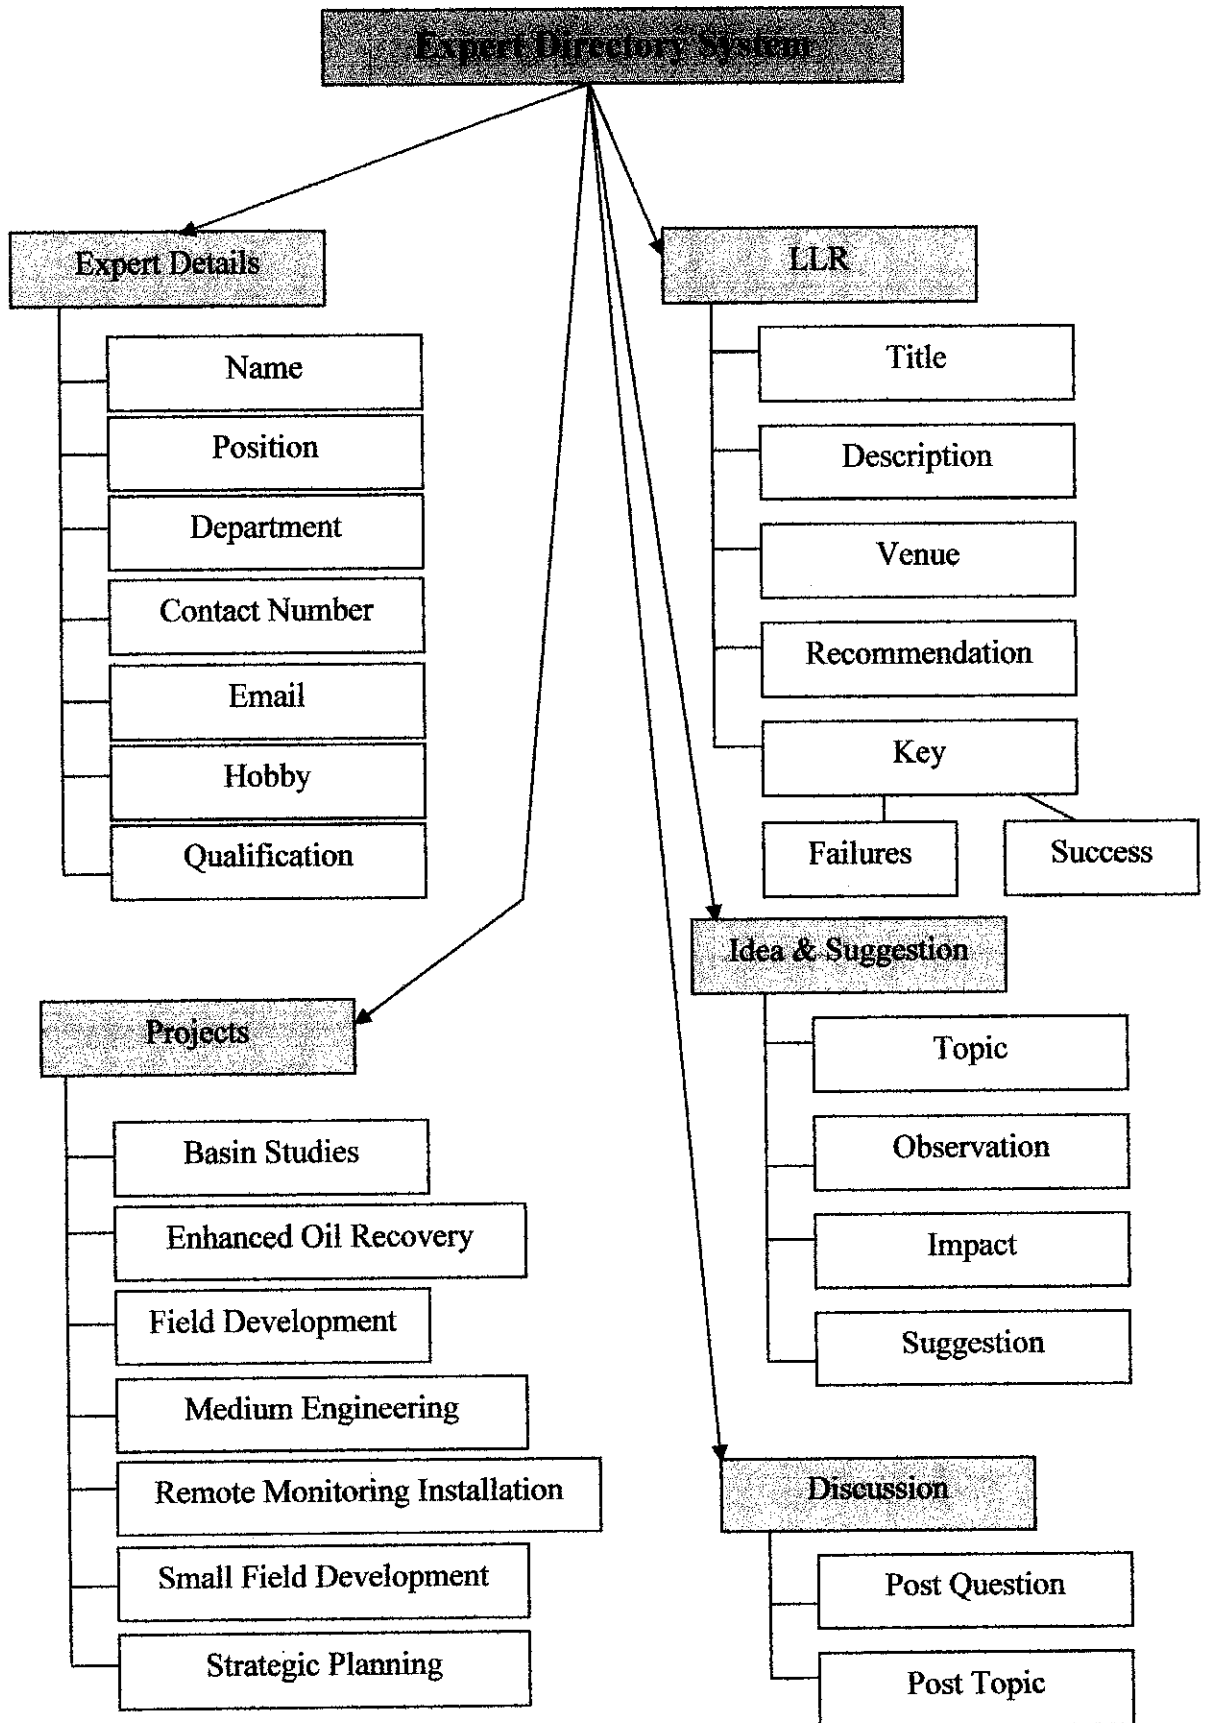 Expert Directory System
Expert Details
Name
Position
Department
Contact Number
Email
Hobby
Qualification
Projects
Basin Studies
Enhanced Oil Recovery
Field Development
Medium Engineering
Remote Monitoring Installation
Small Field Development
Strategic Planning
LLR
Title
Description
Venue
Recommendation
Key
Failures
Success
Idea & Suggestion
Topic
Observation
Impact
Suggestion
Discussion
Post Question
Post Topic